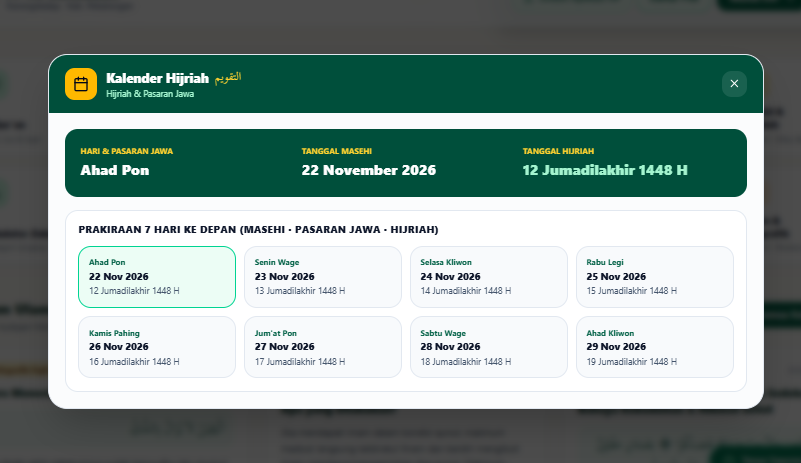 Kalender Hijriah التقويم
Hijriah & Pasaran Jawa
HARI & PASARAN JAWA
Ahad Pon
TANGGAL MASEHI
22 November 2026
TANGGAL HIJRIAH
12 Jumadilakhir 1448 H
PRAKIRAAN 7 HARI KE DEPAN (MASEHI · PASARAN JAWA · HIJRIAH)
Ahad Pon
22 Nov 2026
12 Jumadilakhir 1448 H
Senin Wage
23 Nov 2026
13 Jumadilakhir 1448 H
Selasa Kliwon
24 Nov 2026
14 Jumadilakhir 1448 H
Rabu Legi
25 Nov 2026
15 Jumadilakhir 1448 H
Kamis Pahing
26 Nov 2026
16 Jumadilakhir 1448 H
Jum'at Pon
27 Nov 2026
17 Jumadilakhir 1448 H
Sabtu Wage
28 Nov 2026
18 Jumadilakhir 1448 H
Ahad Kliwon
29 Nov 2026
19 Jumadilakhir 1448 H